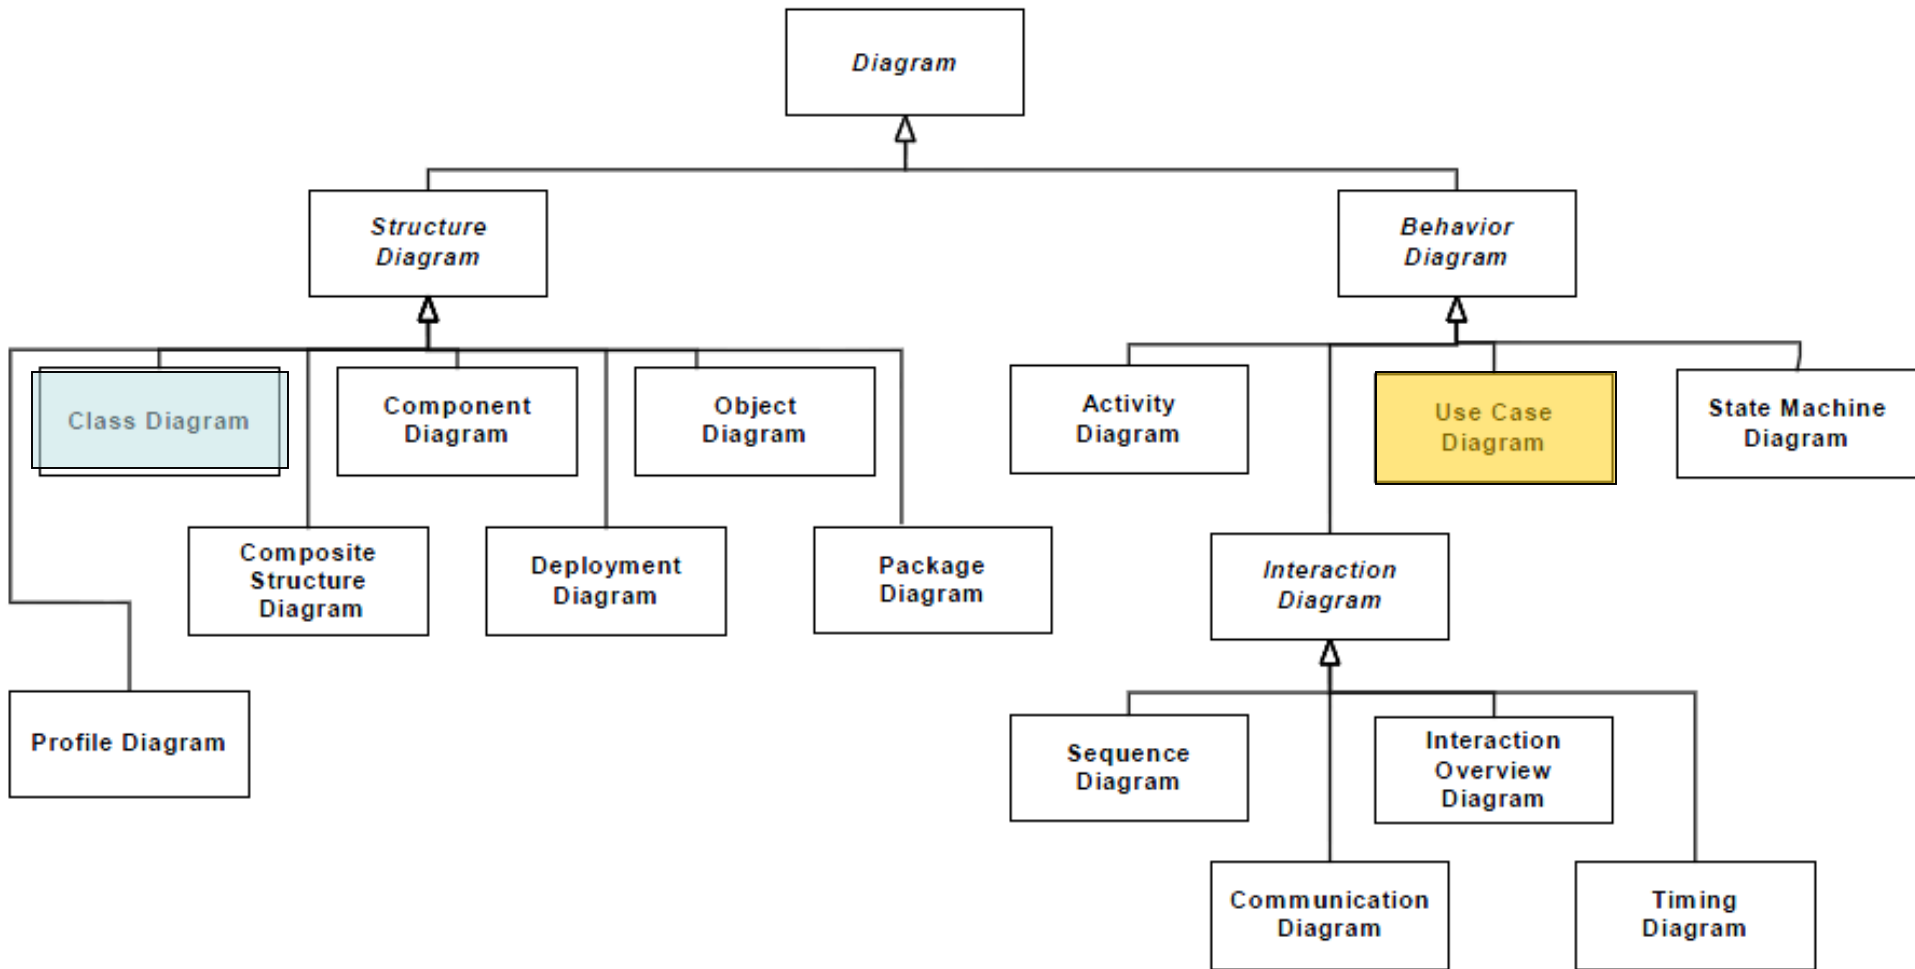 Diagram
Structure
Diagram
Behavior
Diagram
Class Diagram
Component
Diagram
Object
Diagram
Activity
Diagram
Use Case
Diagram
State Machine
Diagram
Composite
Structure
Diagram
Deployment
Diagram
Package
Diagram
Interaction
Diagram
Profile Diagram
Sequence
Diagram
Interaction
Overview
Diagram
Communication
Diagram
Timing
Diagram